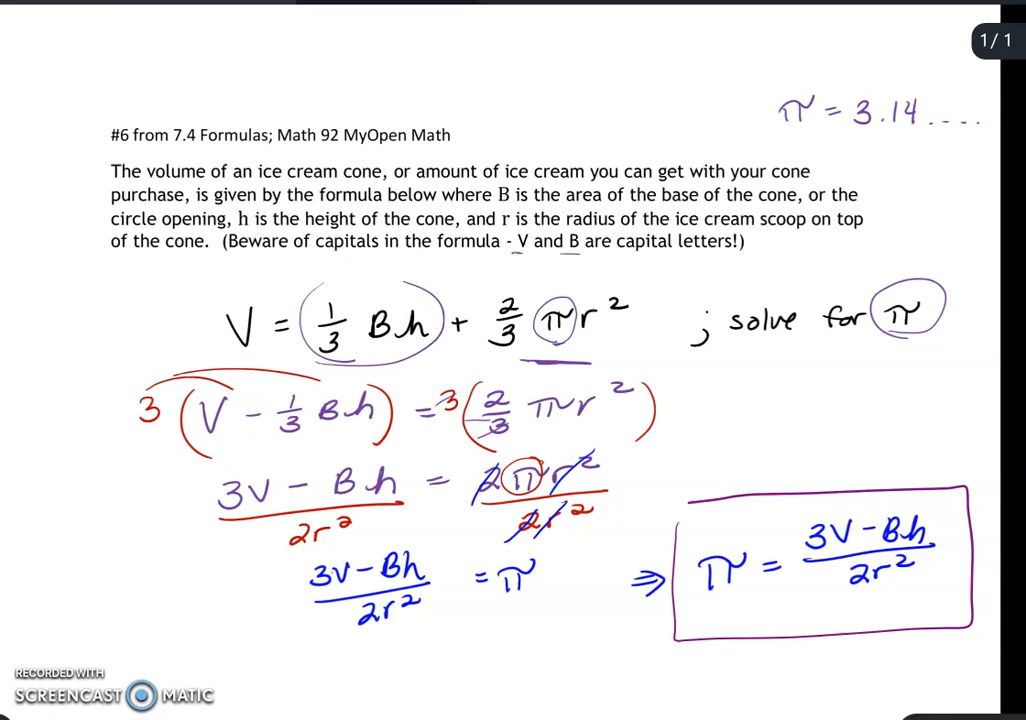 1/1
π = 3.14....
#6 from 7.4 Formulas; Math 92 MyOpen Math
The volume of an ice cream cone, or amount of ice cream you can get with your cone
purchase, is given by the formula below where B is the area of the base of the cone, or the
circle opening, h is the height of the cone, and r is the radius of the ice cream scoop on top
of the cone. (Beware of capitals in the formula - V and B are capital letters!)
V = 1/3 Bh + 2/3 πr² ; solve for π
3(V - 1/3 Bh) = 3(2/3 πr²)
(3V - Bh)/(2r²) = (2πr²)/(2r²)
(3V - Bh)/(2r²) = π ⇒ π = (3V - Bh)/(2r²)
RECORDED WITH
SCREENCAST MATIC